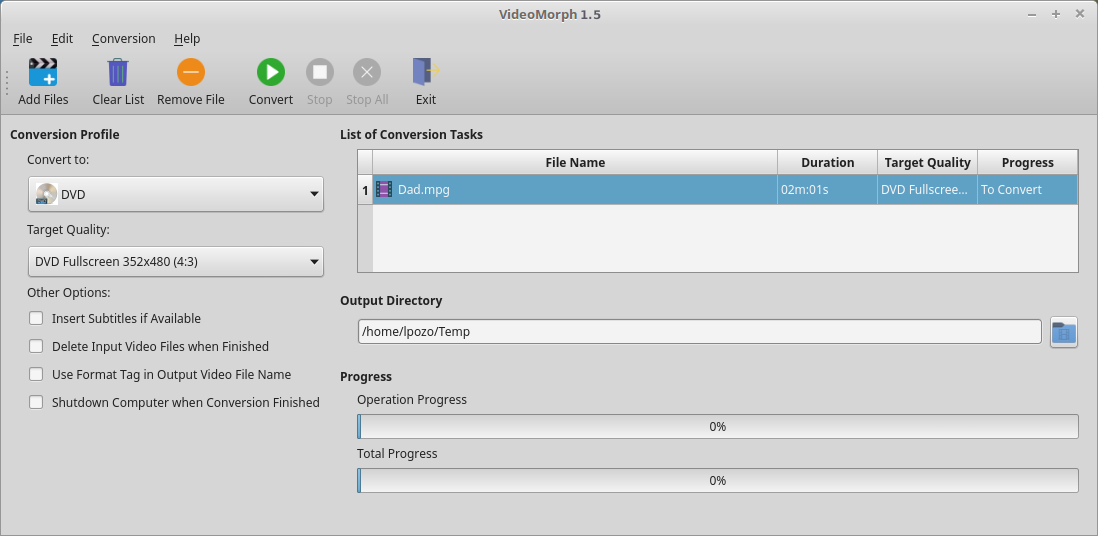 VideoMorph 1.5
File Edit Conversion Help
Add Files Clear List Remove File Convert Stop Stop All Exit
Conversion Profile
Convert to:
DVD
Target Quality:
DVD Fullscreen 352x480 (4:3)
Other Options:
Insert Subtitles if Available
Delete Input Video Files when Finished
Use Format Tag in Output Video File Name
Shutdown Computer when Conversion Finished
List of Conversion Tasks
File Name Duration Target Quality Progress
1 Dad.mpg 02m:01s DVD Fullscree... To Convert
Output Directory
/home/lpozo/Temp
Progress
Operation Progress
0%
Total Progress
0%